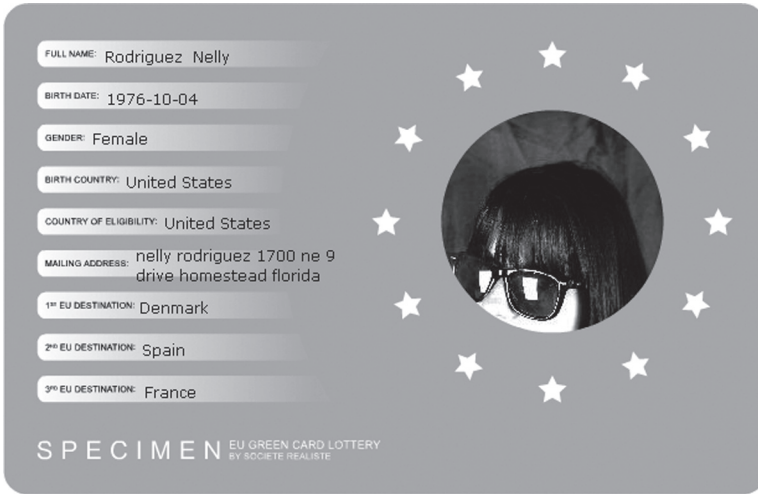 FULL NAME: Rodriguez Nelly
BIRTH DATE: 1976-10-04
GENDER: Female
BIRTH COUNTRY: United States
COUNTRY OF ELIGIBILITY: United States
MAILING ADDRESS: nelly rodriguez 1700 ne 9
drive homestead florida
1ST EU DESTINATION: Denmark
2ND EU DESTINATION: Spain
3RD EU DESTINATION: France
SPECIMEN EU GREEN CARD LOTTERY
BY SOCIETE REALISTE